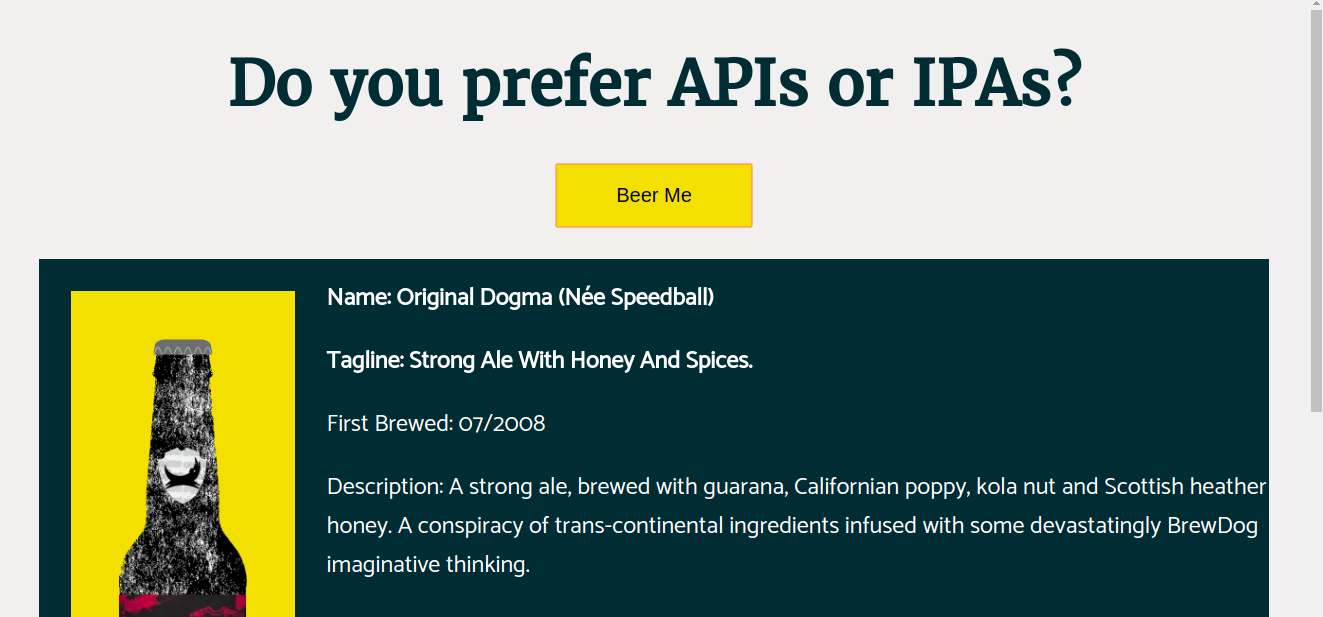 Do you prefer APIs or IPAs?
Beer Me
Name: Original Dogma (Née Speedball)
Tagline: Strong Ale With Honey And Spices.
First Brewed: 07/2008
Description: A strong ale, brewed with guarana, Californian poppy, kola nut and Scottish heather
honey. A conspiracy of trans-continental ingredients infused with some devastatingly BrewDog
imaginative thinking.